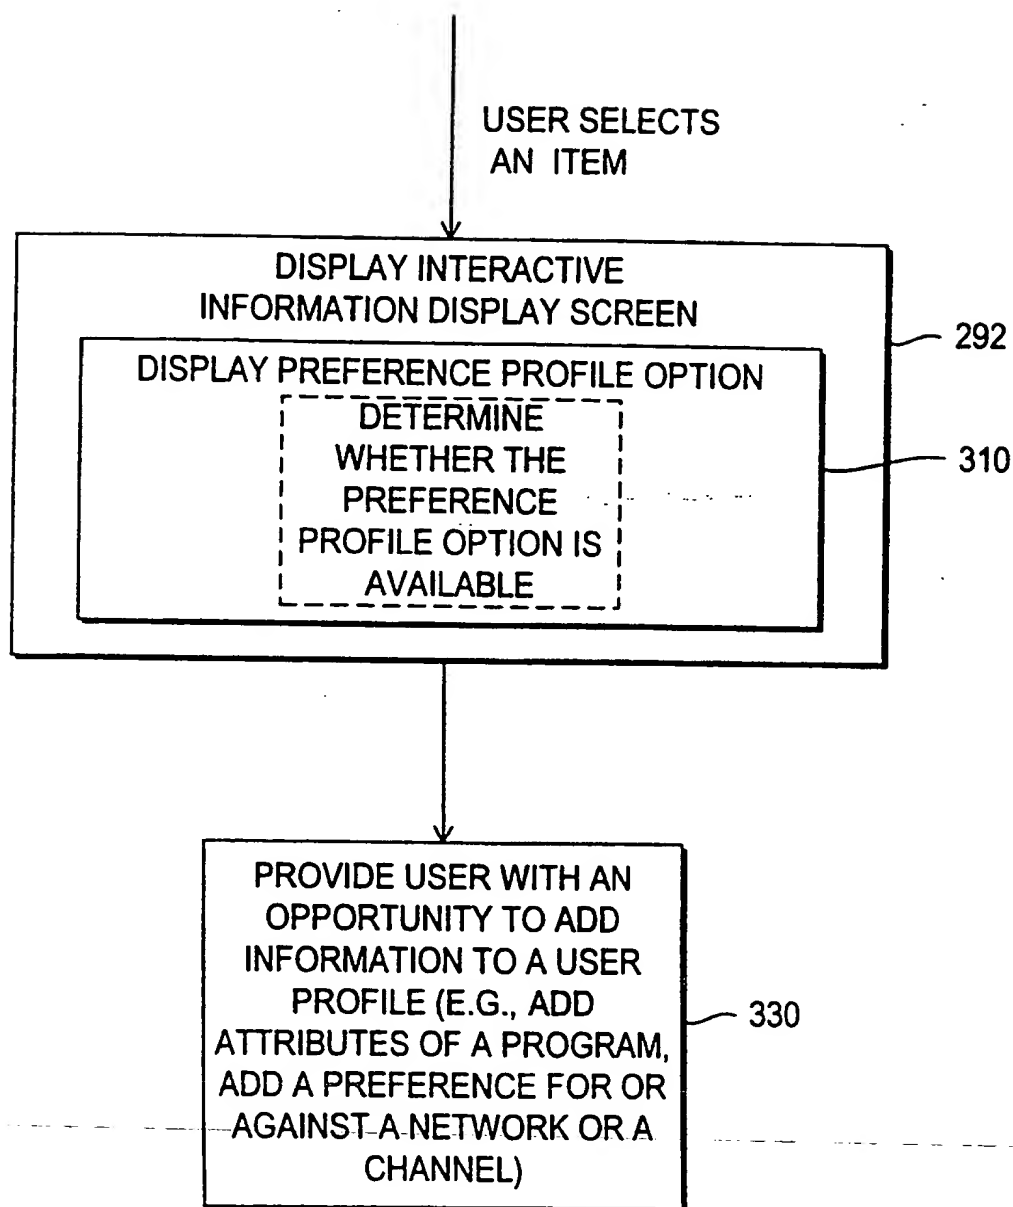 USER SELECTS
AN ITEM
DISPLAY INTERACTIVE
INFORMATION DISPLAY SCREEN
292
DISPLAY PREFERENCE PROFILE OPTION
DETERMINE
WHETHER THE
PREFERENCE
PROFILE OPTION IS
AVAILABLE
310
PROVIDE USER WITH AN
OPPORTUNITY TO ADD
INFORMATION TO A USER
PROFILE (E.G., ADD
ATTRIBUTES OF A PROGRAM,
ADD A PREFERENCE FOR OR
AGAINST A NETWORK OR A
CHANNEL)
330